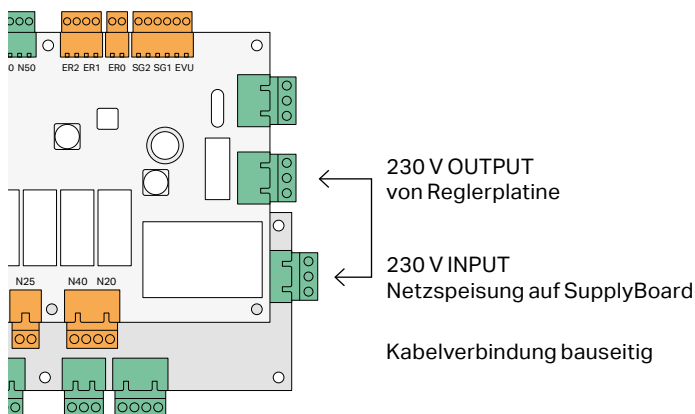 0 N50 ER2 ER1 ER0 SG2 SG1 EVU
230 V OUTPUT
von Reglerplatine
230 V INPUT
Netzspeisung auf SupplyBoard
N25 N40 N20
Kabelverbindung bauseitig